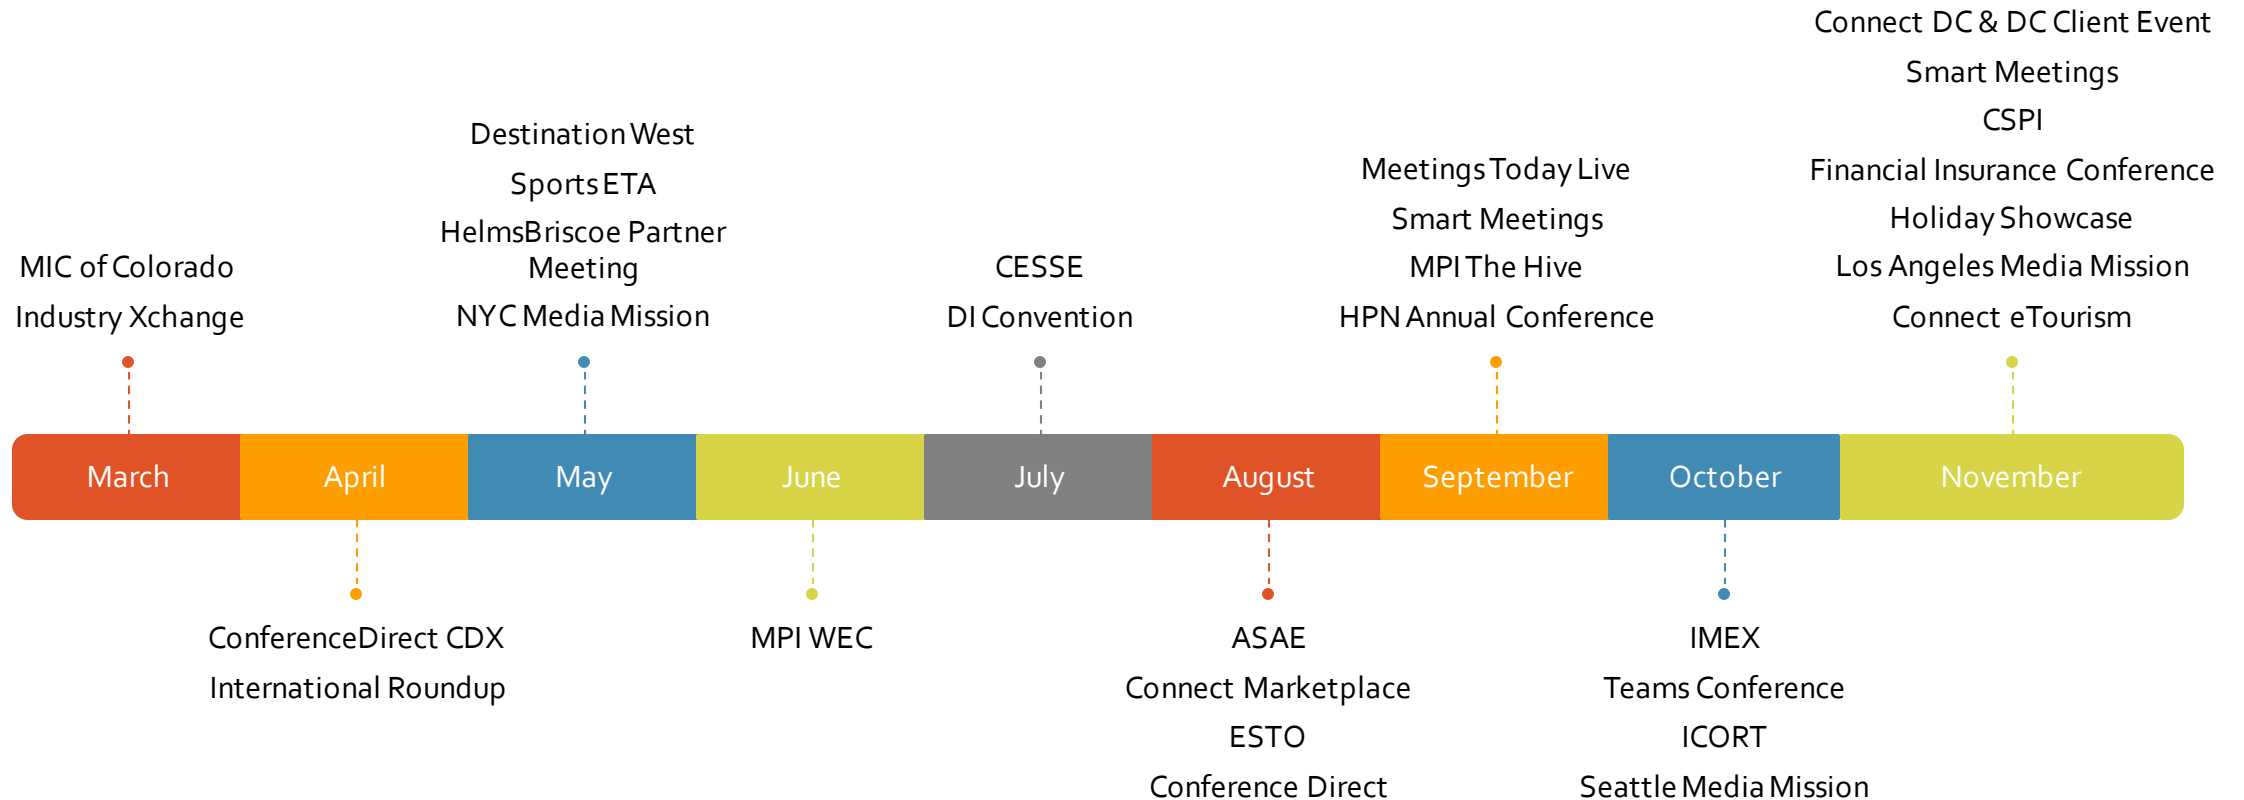 Connect DC & DC Client Event
Smart Meetings
CSPI
Financial Insurance Conference
Holiday Showcase
Los Angeles Media Mission
Connect eTourism
Destination West
Sports ETA
HelmsBriscoe Partner
Meeting
NYC Media Mission
Meetings Today Live
Smart Meetings
MPI The Hive
HPN Annual Conference
MIC of Colorado
Industry Xchange
CESSE
DI Convention
March
April
May
June
July
August
September
October
November
ConferenceDirect CDX
International Roundup
MPI WEC
ASAE
Connect Marketplace
ESTO
Conference Direct
IMEX
Teams Conference
ICORT
Seattle Media Mission